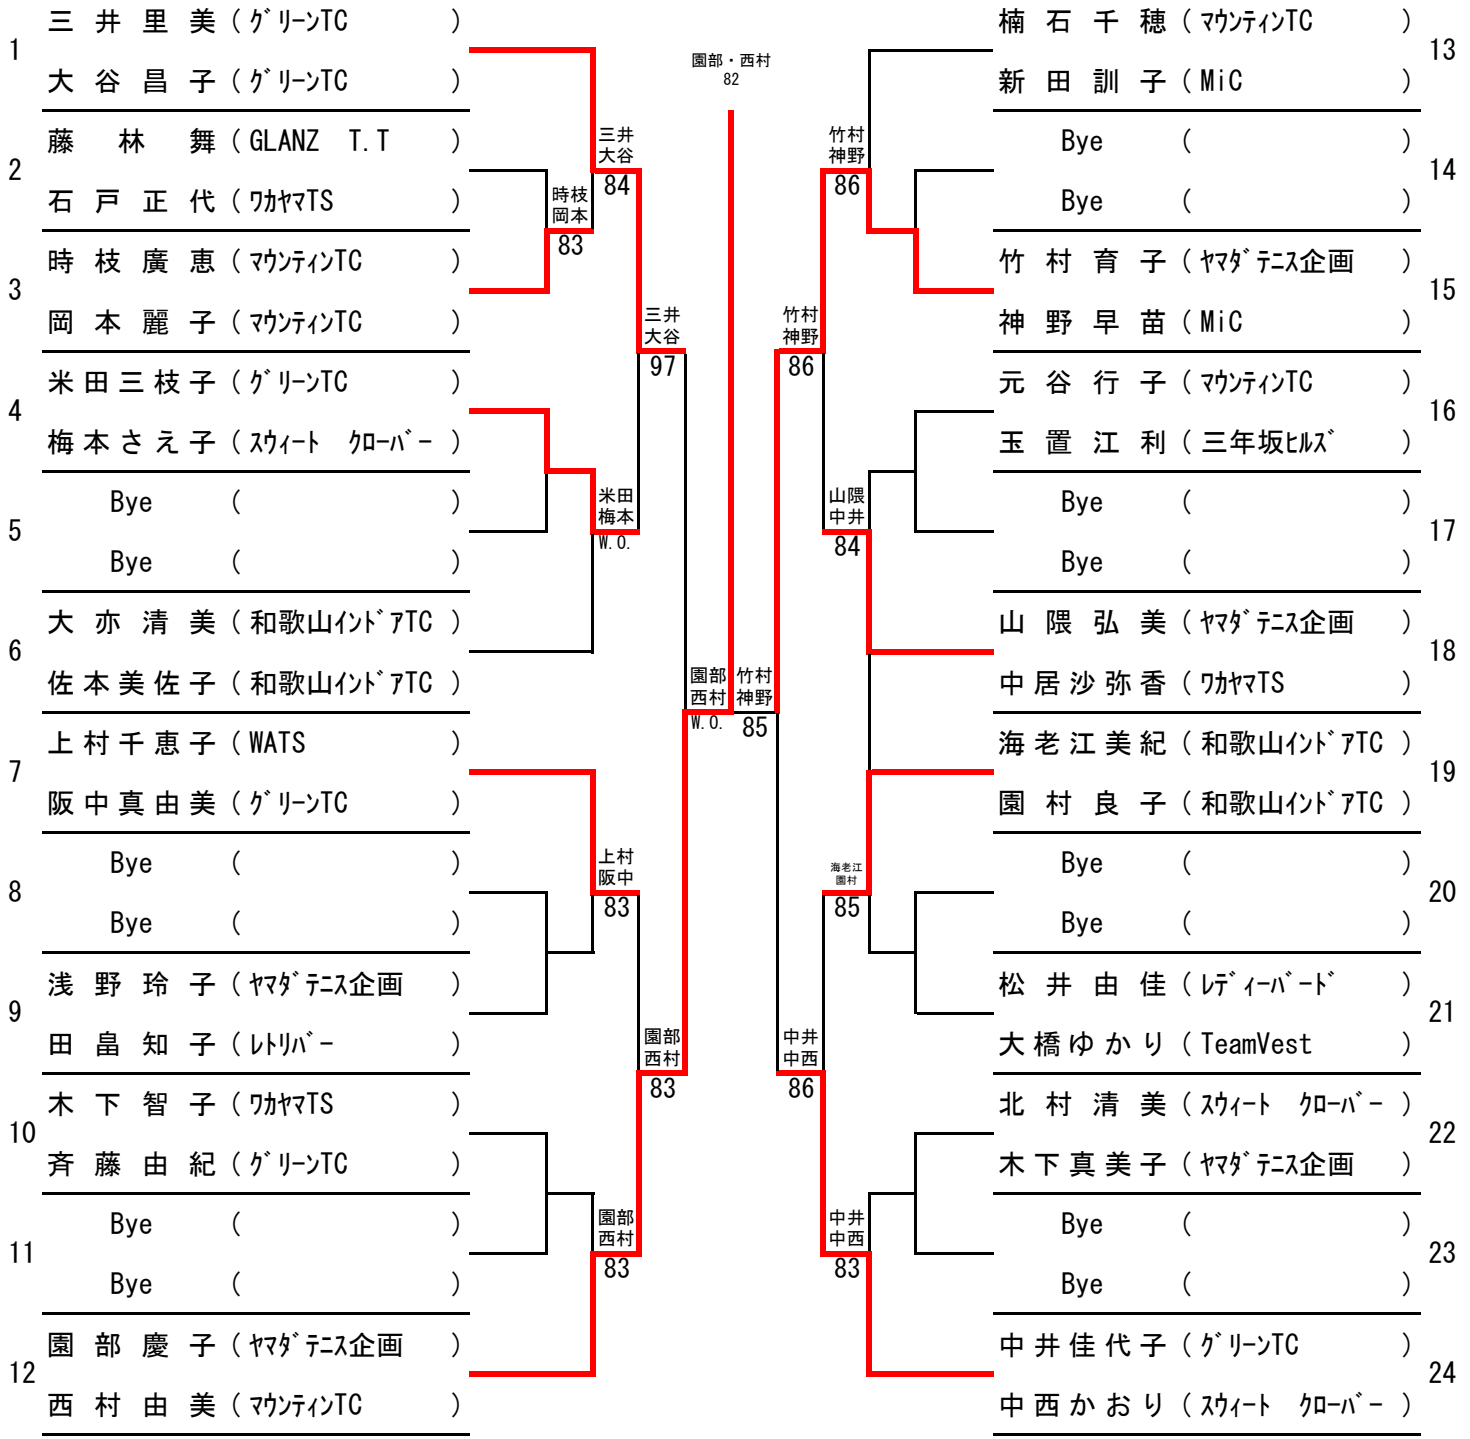 三井里美（グリーンTC）
1
大谷昌子（グリーンTC）
藤林舞（GLANZ T.T）
2
石戸正代（ワカヤマTS）
時枝廣恵（マウンティンTC）
3
岡本麗子（マウンティンTC）
米田三枝子（グリーンTC）
4
梅本さえ子（スウィート クローバー）
Bye（ ）
5
Bye（ ）
大亦清美（和歌山インドアTC）
6
佐本美佐子（和歌山インドアTC）
上村千恵子（WATS）
7
阪中真由美（グリーンTC）
Bye（ ）
8
Bye（ ）
浅野玲子（ヤマダテニス企画）
9
田畠知子（レトリバー）
木下智子（ワカヤマTS）
10
斉藤由紀（グリーンTC）
Bye（ ）
11
Bye（ ）
園部慶子（ヤマダテニス企画）
12
西村由美（マウンティンTC）
時枝
岡本
83
三井
大谷
84
米田
梅本
W.O.
上村
阪中
83
園部
西村
83
三井
大谷
97
園部
西村
83
園部
西村
W.O.
園部・西村
82
竹村
神野
85
竹村
神野
86
中井
中西
86
竹村
神野
86
山隈
中井
84
海老江
園村
85
中井
中西
83
楠石千穂（マウンティンTC）
13
新田訓子（MiC）
Bye（ ）
14
Bye（ ）
竹村育子（ヤマダテニス企画）
15
神野早苗（MiC）
元谷行子（マウンティンTC）
16
玉置江利（三年坂ヒルズ）
Bye（ ）
17
Bye（ ）
山隈弘美（ヤマダテニス企画）
18
中居沙弥香（ワカヤマTS）
海老江美紀（和歌山インドアTC）
19
園村良子（和歌山インドアTC）
Bye（ ）
20
Bye（ ）
松井由佳（レディーバード）
21
大橋ゆかり（TeamVest）
北村清美（スウィート クローバー）
22
木下真美子（ヤマダテニス企画）
Bye（ ）
23
Bye（ ）
中井佳代子（グリーンTC）
24
中西かおり（スウィート クローバー）